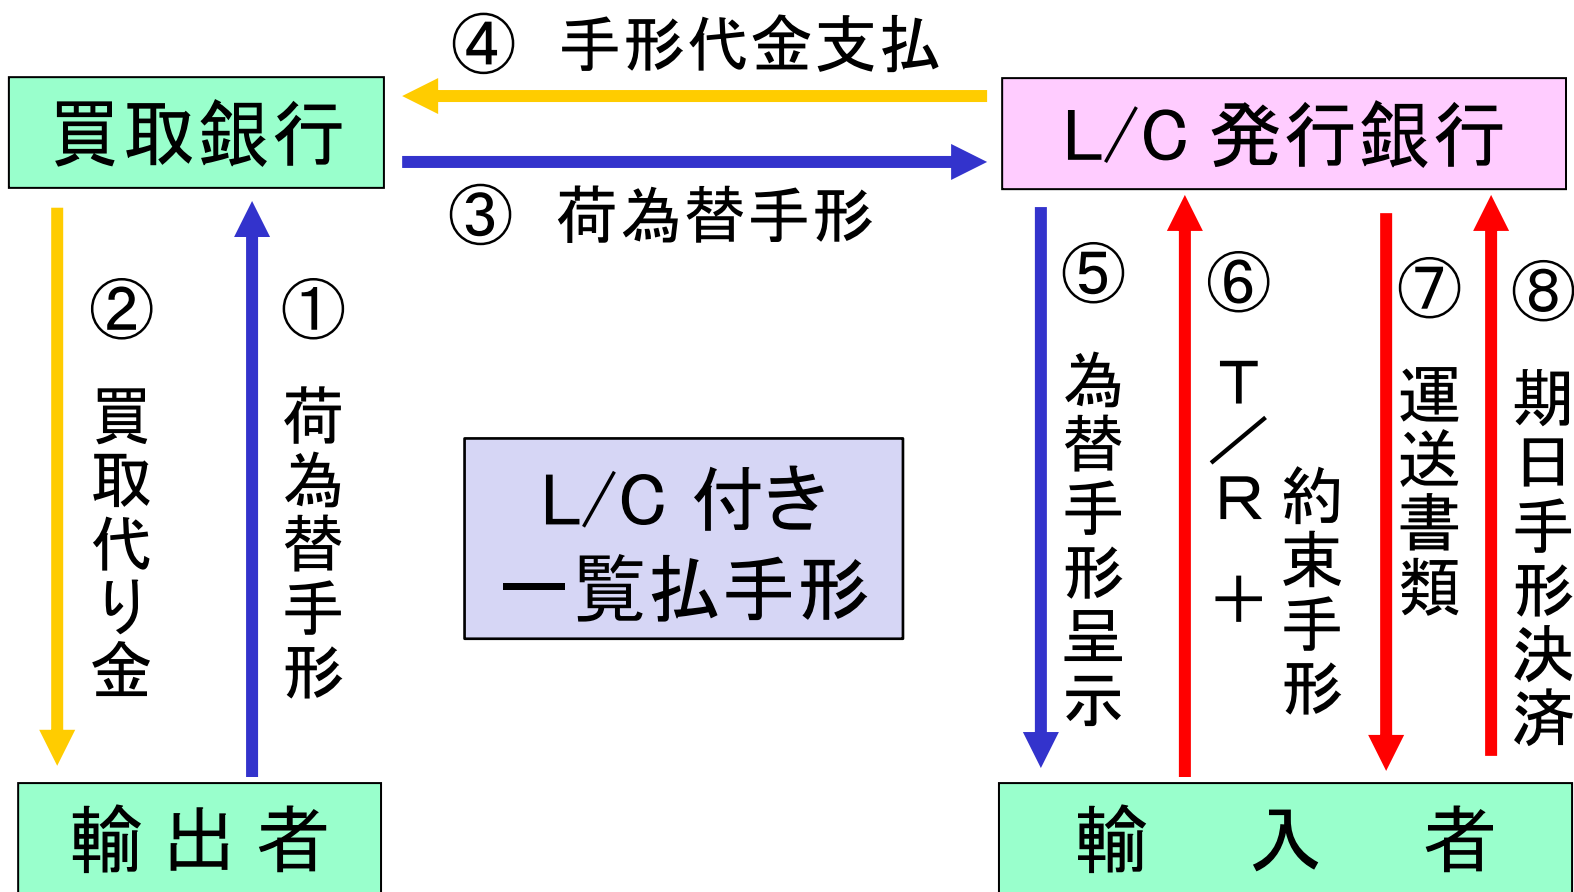 ④ 手形代金支払
買取銀行
L/C 発行銀行
③ 荷為替手形
② 買取代り金
① 荷為替手形
L/C 付き
一覧払手形
⑤ 為替手形呈示
⑥ T/R +
約束手形
⑦ 運送書類
⑧ 期日手形決済
輸出者
輸入者